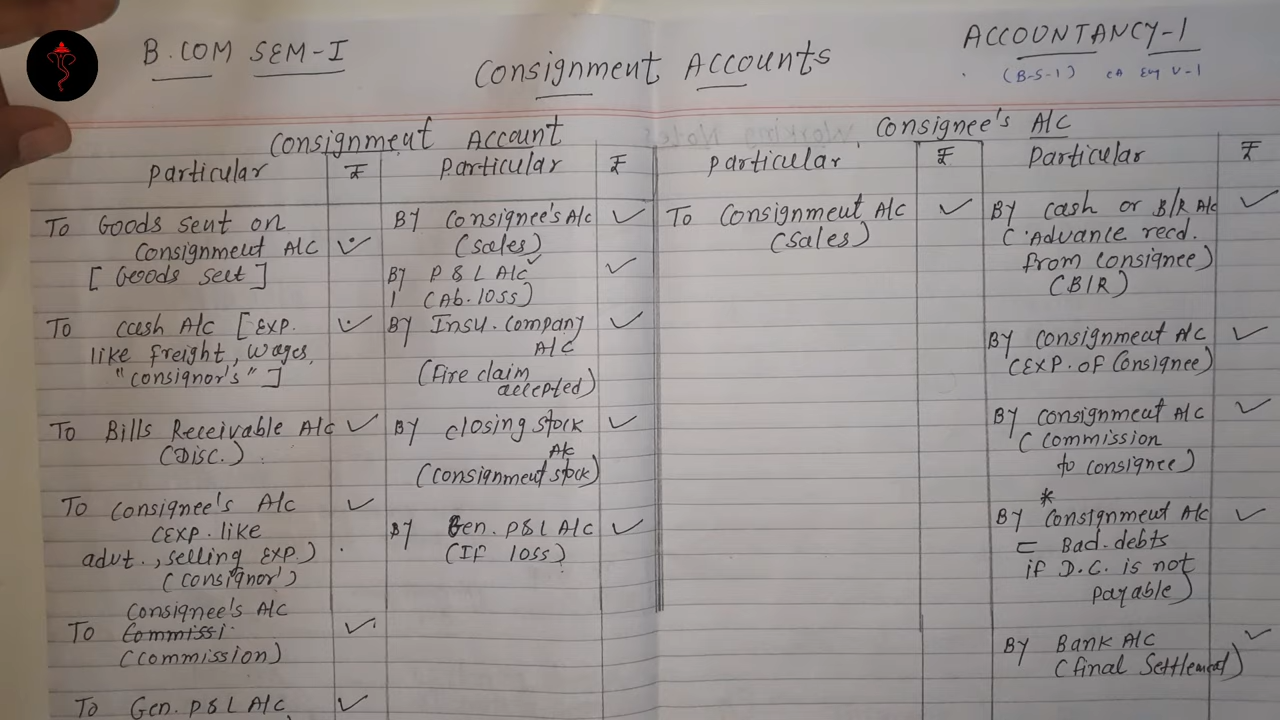 B.COM SEM-I
Consignment Accounts
ACCOUNTANCY-1
(B-S-1)
Consignment Account
Particular ₹ Particular ₹
To Goods sent on
Consignment A/c
[Goods sent]
To Cash A/c [EXP.
like freight, wages,
"consignor's"]
To Bills Receivable A/c
(Disc.)
To Consignee's A/c
(EXP. like
advt., selling EXP.)
(consignor')
Consignee's A/c
To Commissi
(commission)
To Gen. P&L A/c
By Consignee's A/c
(sales)
By P&L A/c
(Ab. loss)
By Insu. Company
A/c
(Fire claim
accepted)
By closing stock
A/c
(consignment stock)
By Gen. P&L A/c
(IF loss)
Consignee's A/c
Particular ₹ Particular ₹
To Consignment A/c
(Sales)
By Cash or B/R A/c
(Advance recd.
from consignee)
(B/R)
By consignment A/c
(EXP. OF Consignee)
By consignment A/c
(commission
to consignee)
*
By Consignment A/c
= Bad.debts
if D.C. is not
payable)
By Bank A/c
(final Settlement)